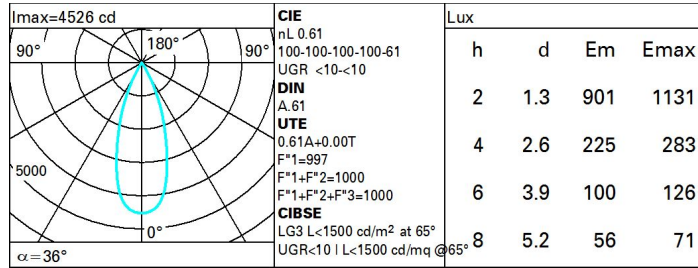 Imax=4526 cd
90°
180°
90°
5000
0°
α=36°
CIE
nL 0.61
100-100-100-100-61
UGR <10-<10
DIN
A.61
UTE
0.61A+0.00T
F"1=997
F"1+F"2=1000
F"1+F"2+F"3=1000
CIBSE
LG3 L<1500 cd/m² at 65°
UGR<10 | L<1500 cd/mq @65°
Lux
h d Em Emax
2 1.3 901 1131
4 2.6 225 283
6 3.9 100 126
8 5.2 56 71